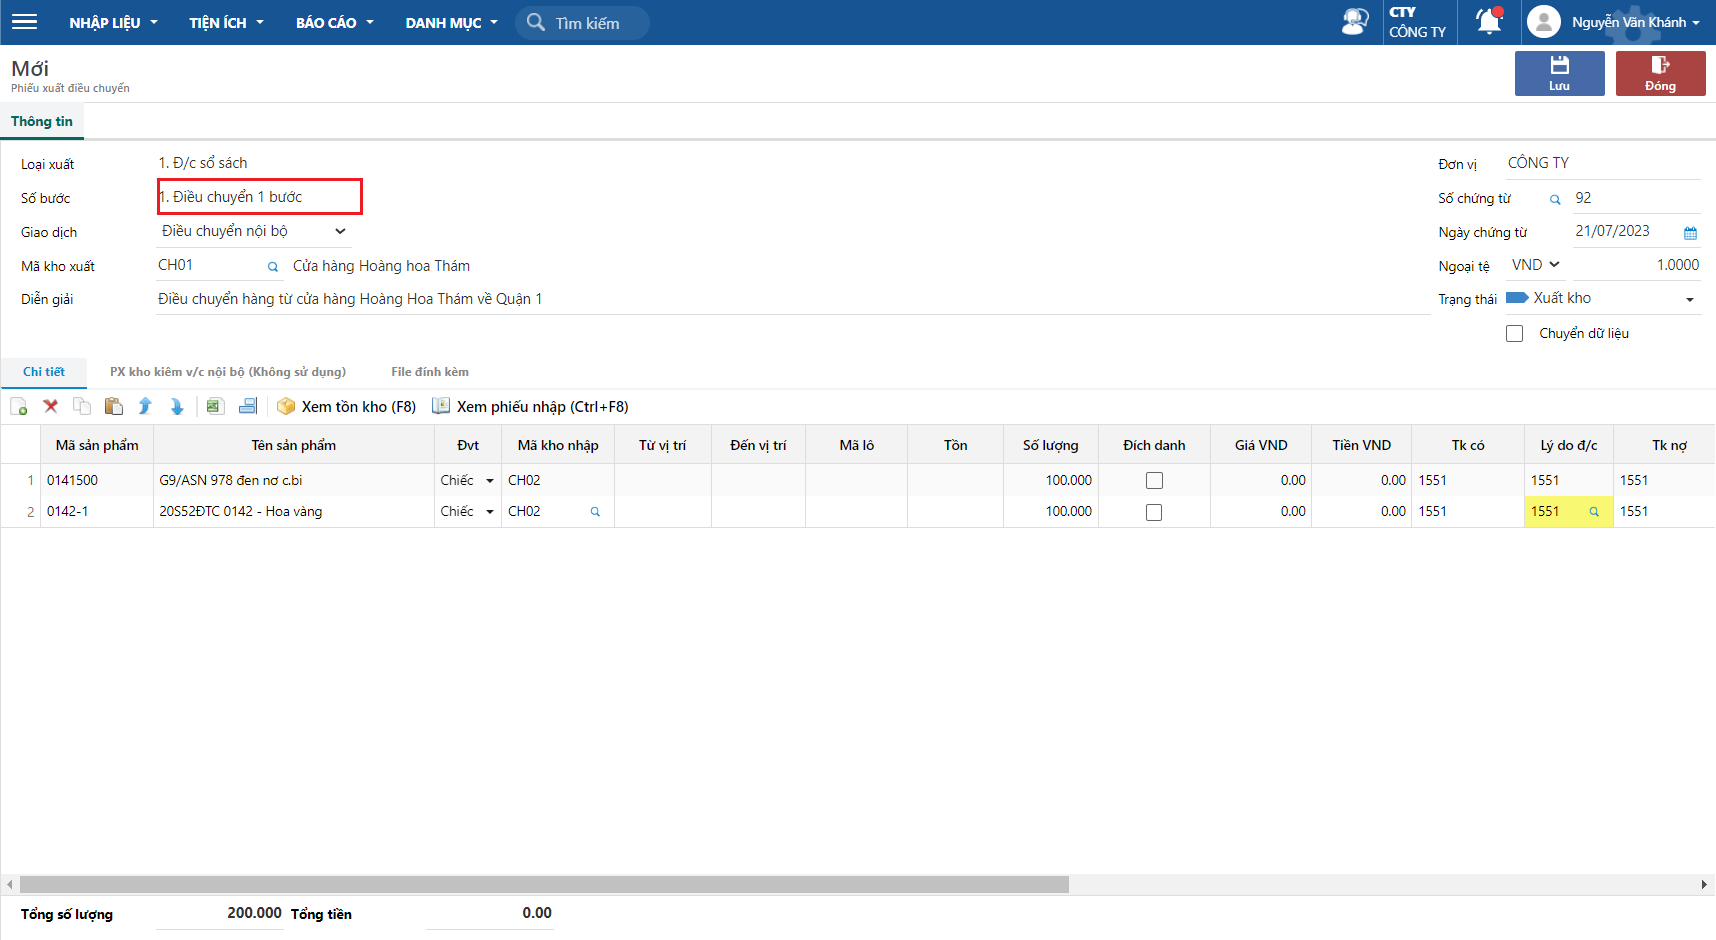 NHẬP LIỆU TIỆN ÍCH BÁO CÁO DANH MỤC Tìm kiếm CTY CÔNG TY Nguyễn Văn Khánh
Mới
Phiếu xuất điều chuyển
Lưu Đóng
Thông tin
Loại xuất 1. Đ/c sổ sách Đơn vị CÔNG TY
Số bước 1. Điều chuyển 1 bước Số chứng từ 92
Giao dịch Điều chuyển nội bộ Ngày chứng từ 21/07/2023
Mã kho xuất CH01 Cửa hàng Hoàng hoa Thám Ngoại tệ VND 1.0000
Diễn giải Điều chuyển hàng từ cửa hàng Hoàng Hoa Thám về Quận 1 Trạng thái Xuất kho
Chuyển dữ liệu
Chi tiết PX kho kiêm v/c nội bộ (Không sử dụng) File đính kèm
Xem tồn kho (F8) Xem phiếu nhập (Ctrl+F8)
Mã sản phẩm Tên sản phẩm Đvt Mã kho nhập Từ vị trí Đến vị trí Mã lô Tồn Số lượng Đích danh Giá VND Tiền VND Tk có Lý do đ/c Tk nợ
1 0141500 G9/ASN 978 đen nơ c.bi Chiếc CH02 100.000 0.00 0.00 1551 1551 1551
2 0142-1 20S52ĐTC 0142 - Hoa vàng Chiếc CH02 100.000 0.00 0.00 1551 1551 1551
Tổng số lượng 200.000 Tổng tiền 0.00